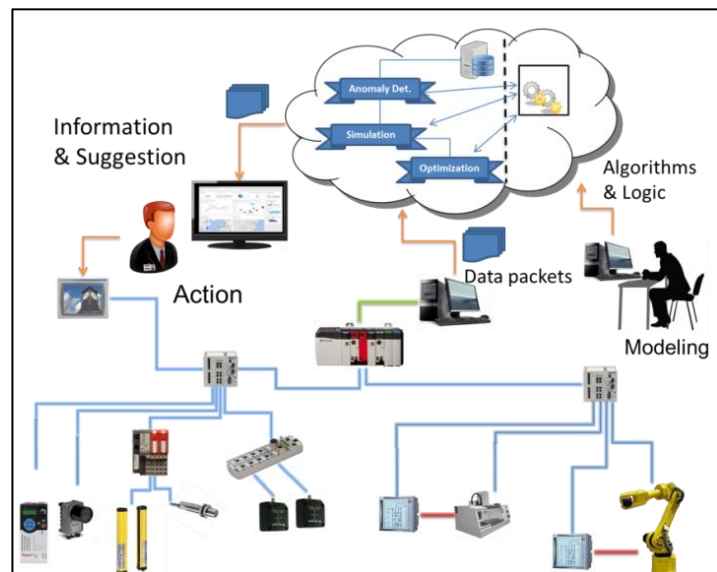 Anomaly Det.
Simulation
Optimization
Information
& Suggestion
Algorithms
& Logic
Data packets
Action
Modeling